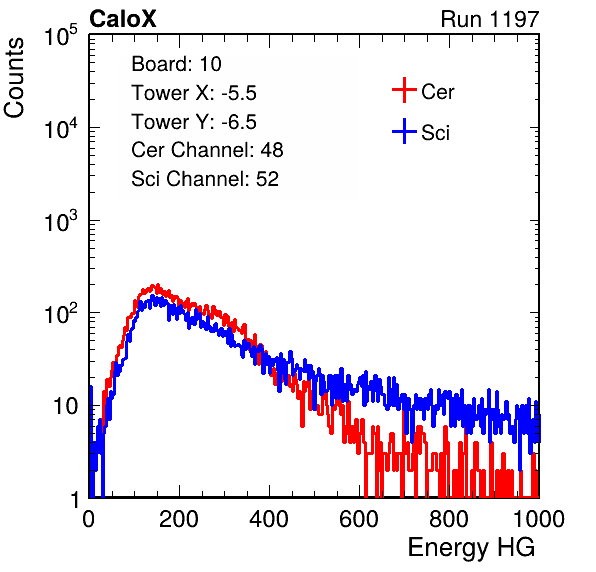 CaloX Run 1197
Counts
Board: 10
Tower X: -5.5
Tower Y: -6.5
Cer Channel: 48
Sci Channel: 52
Cer
Sci
10^5
10^4
10^3
10^2
10
1
0 200 400 600 800 1000
Energy HG